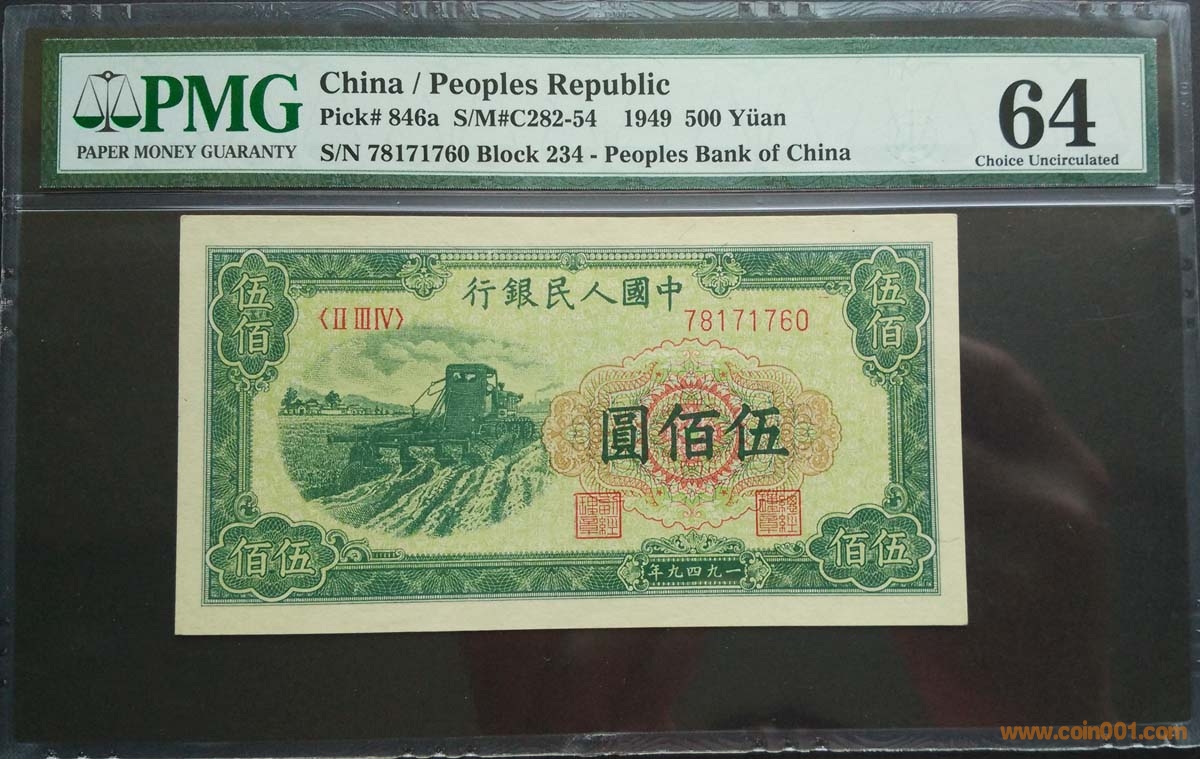 PMG
PAPER MONEY GUARANTY
China / Peoples Republic
Pick# 846a S/M#C282-54 1949 500 Yüan
S/N 78171760 Block 234 - Peoples Bank of China
64
Choice Uncirculated
行銀民人國中
伍佰
伍佰
〈II III IV〉
78171760
圓佰伍
佰伍
佰伍
年九四九一
www.coin001.com